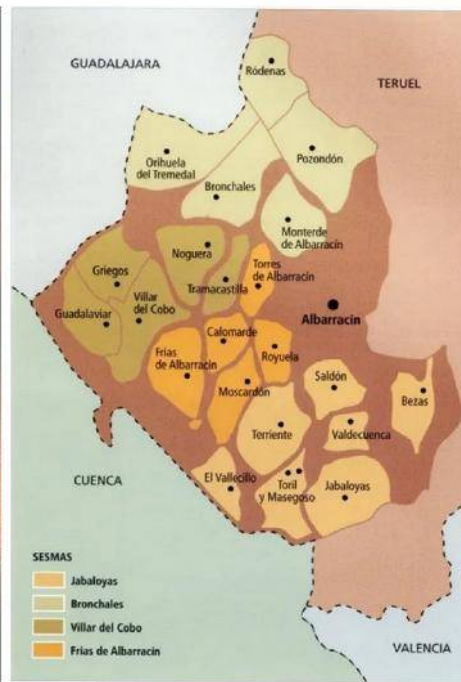 GUADALAJARA
TERUEL
Ródenas
Orihuela
del Tremedal
Pozondón
Bronchales
Monterde
de Albarracín
Noguera
Griegos
Torres
de Albarracín
Tramacastilla
Villar
del Cobo
Guadalaviar
Albarracín
Calomarde
Frías
de Albarracín
Royuela
Moscardón
Saldón
Bezas
Terriente
Valdecuenca
El Vallecillo
Toril
y Masegoso
Jabaloyas
CUENCA
SESMAS
Jabaloyas
Bronchales
Villar del Cobo
Frías de Albarracín
VALENCIA